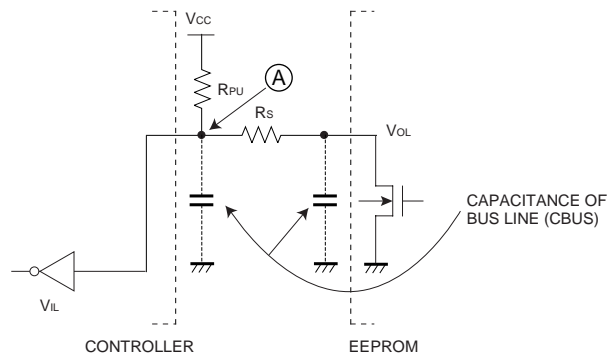 VCC
A
RPU
RS
VOL
CAPACITANCE OF
BUS LINE (CBUS)
VIL
CONTROLLER
EEPROM